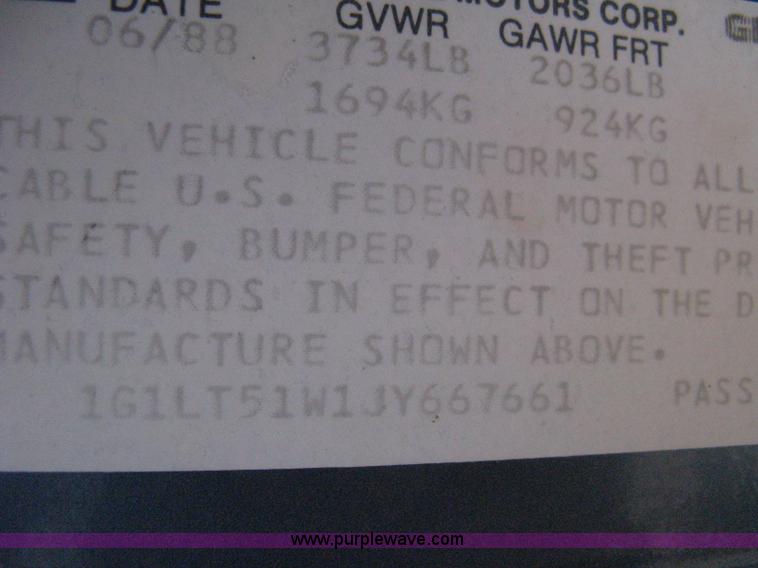 MOTORS CORP.
DATE GVWR GAWR FRT
06/88 3734LB 2036LB
1694KG 924KG
THIS VEHICLE CONFORMS TO ALL
CABLE U.S. FEDERAL MOTOR VEH
SAFETY, BUMPER, AND THEFT PR
STANDARDS IN EFFECT ON THE D
MANUFACTURE SHOWN ABOVE.
1G1LT51W1JY667661 PASS
www.purplewave.com